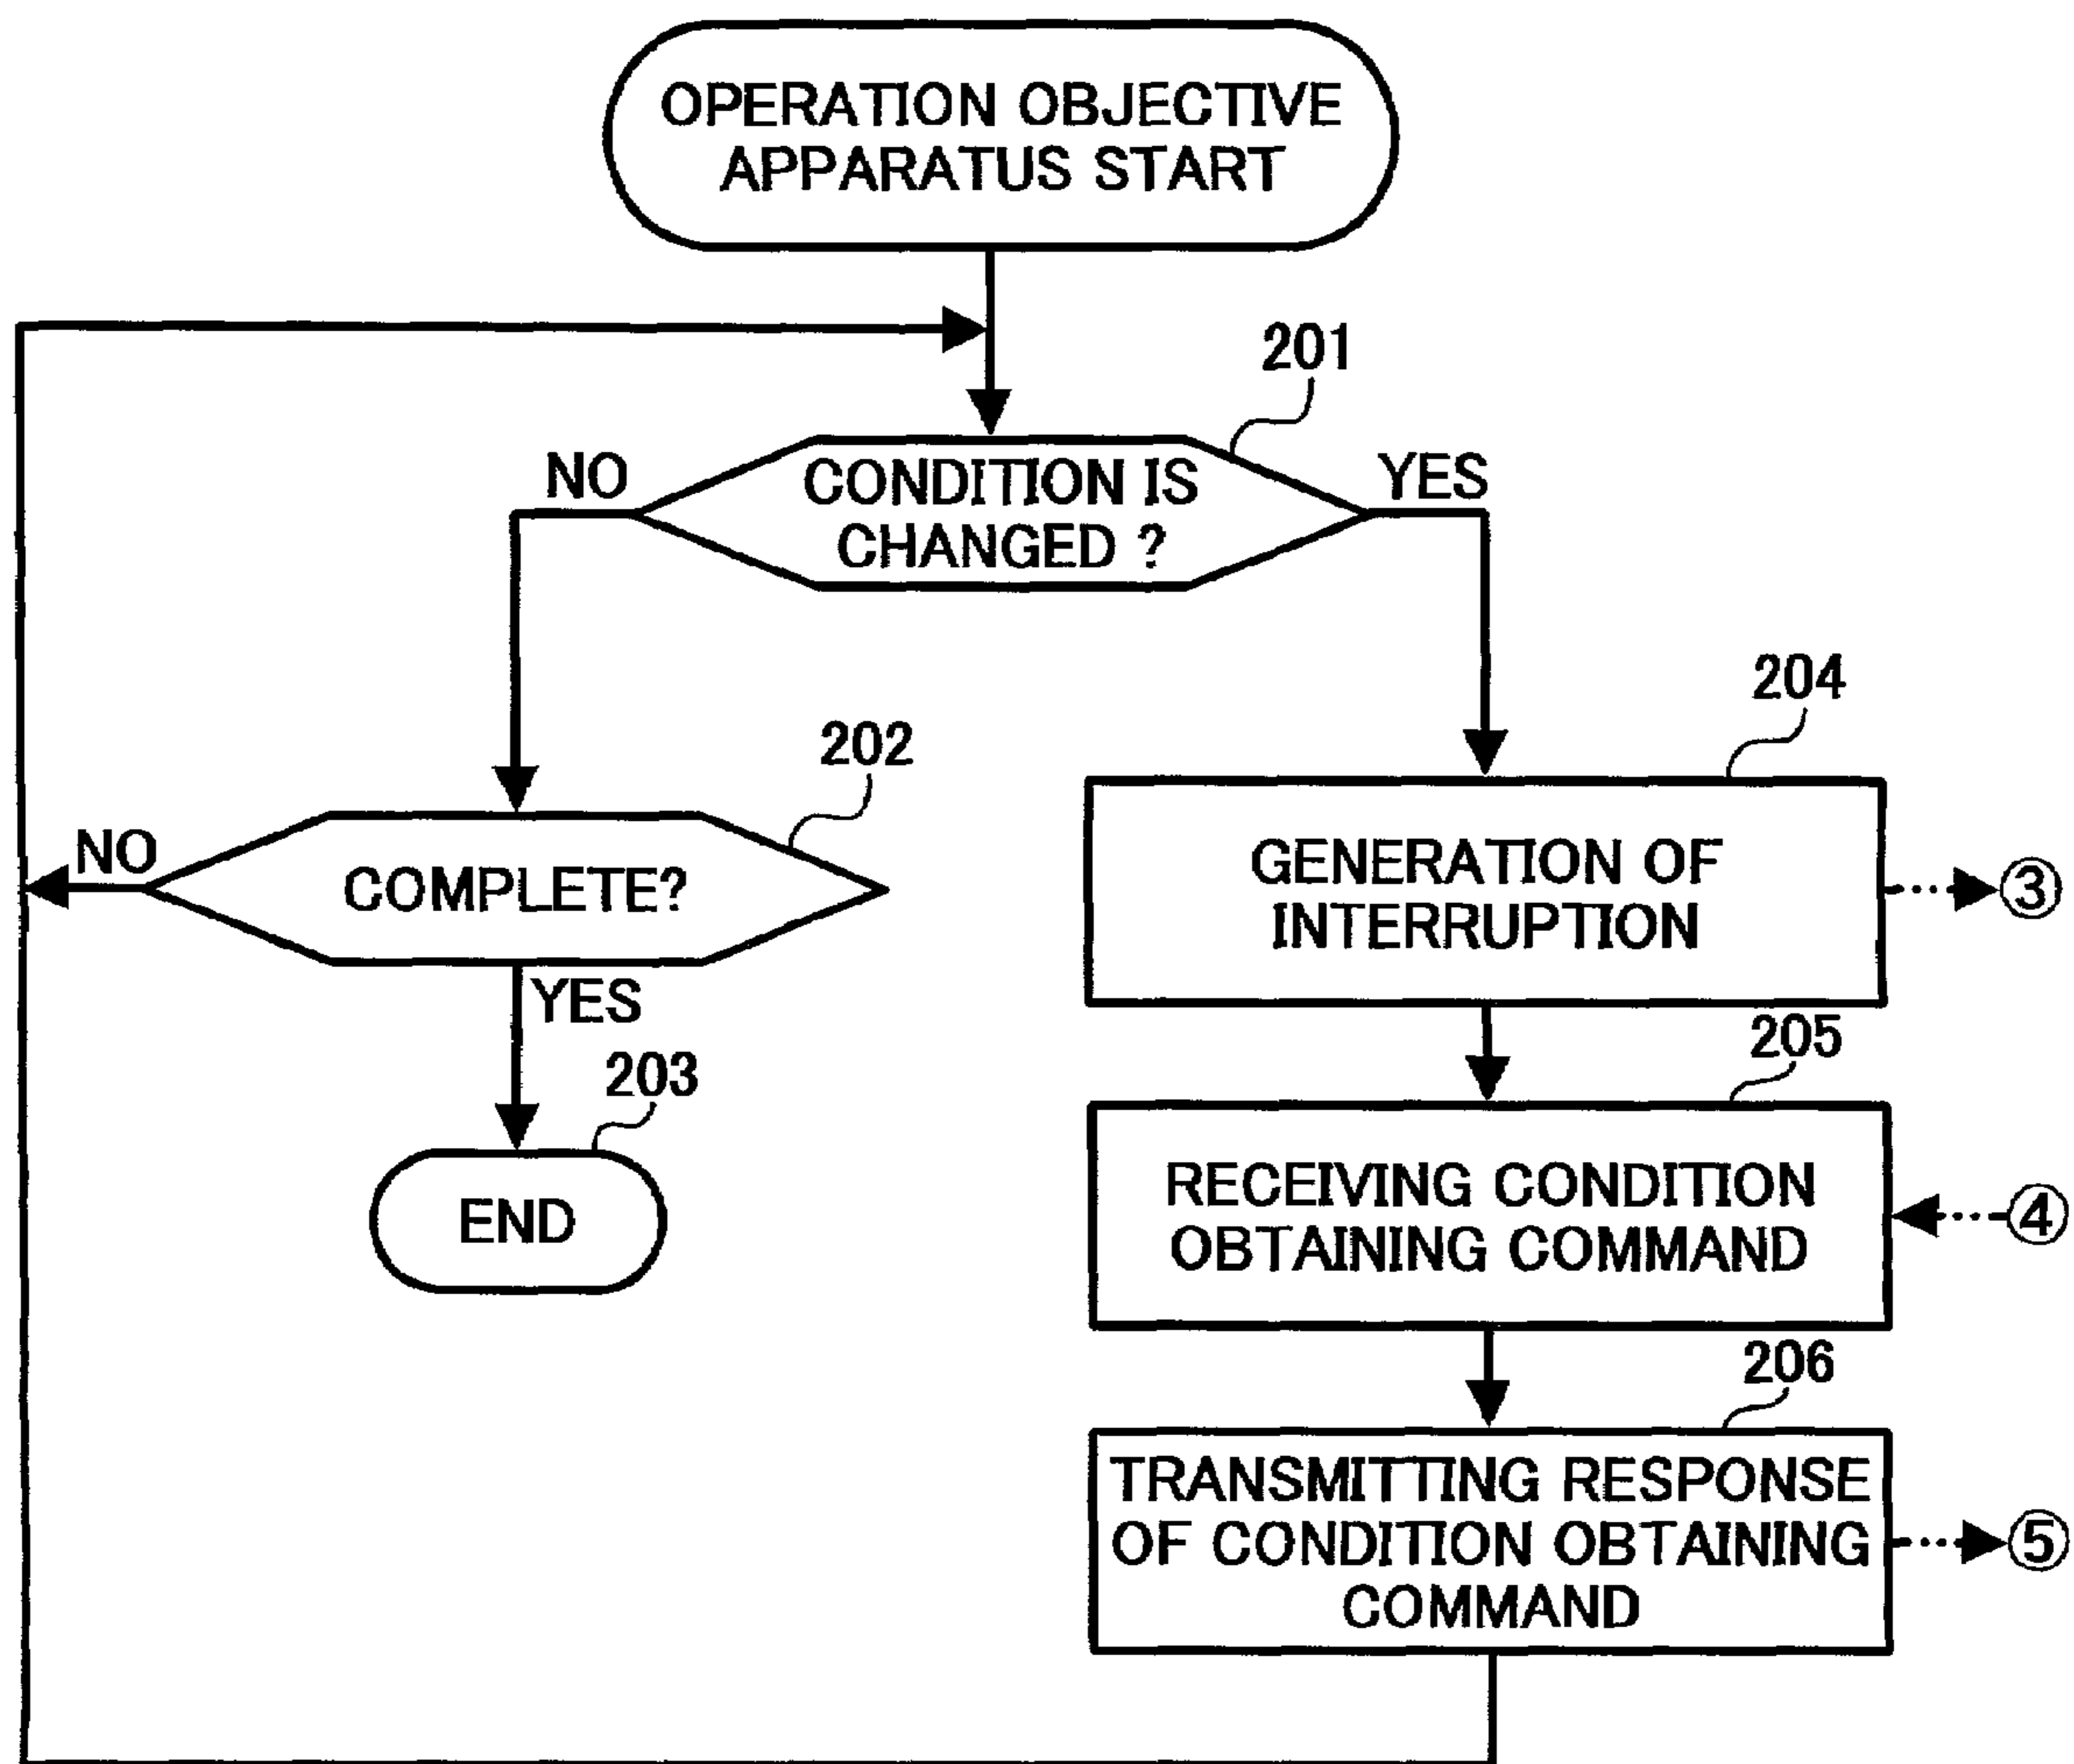 OPERATION OBJECTIVE
APPARATUS START
201
NO
CONDITION IS
CHANGED ?
YES
204
202
NO
COMPLETE?
GENERATION OF
INTERRUPTION
③
YES
205
203
END
RECEIVING CONDITION
OBTAINING COMMAND
④
206
TRANSMITTING RESPONSE
OF CONDITION OBTAINING
COMMAND
⑤